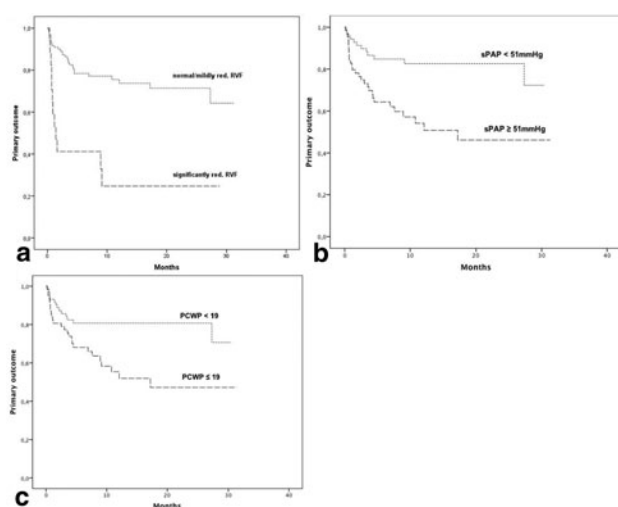 1,0
0,8
0,6
0,4
0,2
0,0
Primary outcome
normal/mildly red. RVF
significantly red. RVF
0
10
20
30
40
Months
a
1,0
0,8
0,6
0,4
0,2
0,0
Primary outcome
sPAP < 51mmHg
sPAP ≥ 51mmHg
0
10
20
30
40
Months
b
1,0
0,8
0,6
0,4
0,2
0,0
Primary outcome
PCWP < 19
PCWP ≤ 19
0
10
20
30
40
Months
c